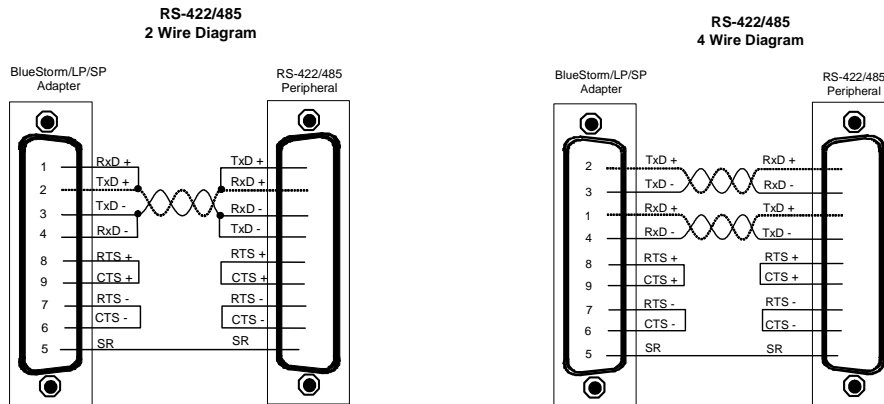 RS-422/485
2 Wire Diagram
BlueStorm/LP/SP
Adapter
RS-422/485
Peripheral
1 RxD + TxD +
2 TxD + RxD +
3 TxD - RxD -
4 RxD - TxD -
8 RTS + RTS +
9 CTS + CTS +
7 RTS - RTS -
6 CTS - CTS -
5 SR SR
RS-422/485
4 Wire Diagram
BlueStorm/LP/SP
Adapter
RS-422/485
Peripheral
2 TxD + RxD +
3 TxD - RxD -
1 RxD + TxD +
4 RxD - TxD -
8 RTS + RTS +
9 CTS + CTS +
7 RTS - RTS -
6 CTS - CTS -
5 SR SR